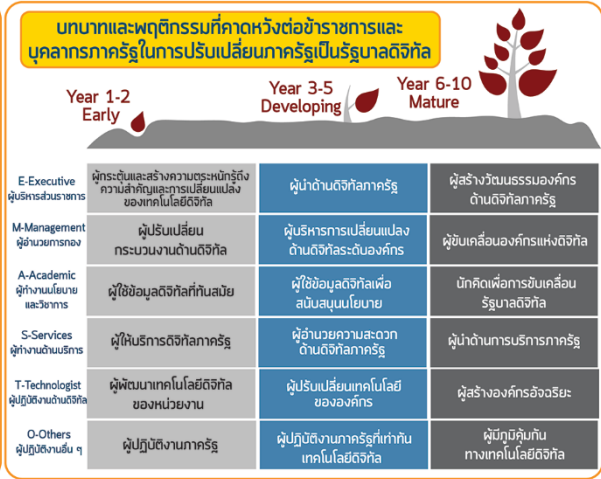 บทบาทและพฤติกรรมที่คาดหวังต่อข้าราชการและ
บุคลากรภาครัฐในการปรับเปลี่ยนภาครัฐเป็นรัฐบาลดิจิทัล
Year 1-2
Early
Year 3-5
Developing
Year 6-10
Mature
E-Executive
ผู้บริหารส่วนราชการ
ผู้กระตุ้นและสร้างความตระหนักรู้ถึง
ความสำคัญและการเปลี่ยนแปลง
ของเทคโนโลยีดิจิทัล
ผู้นำด้านดิจิทัลภาครัฐ
ผู้สร้างวัฒนธรรมองค์กร
ด้านดิจิทัลภาครัฐ
M-Management
ผู้อำนวยการกอง
ผู้ปรับเปลี่ยน
กระบวนงานด้านดิจิทัล
ผู้บริหารการเปลี่ยนแปลง
ด้านดิจิทัลระดับองค์กร
ผู้ขับเคลื่อนองค์กรแห่งดิจิทัล
A-Academic
ผู้ทำงานนโยบาย
และวิชาการ
ผู้ใช้ข้อมูลดิจิทัลที่ทันสมัย
ผู้ใช้ข้อมูลดิจิทัลเพื่อ
สนับสนุนนโยบาย
นักคิดเพื่อการขับเคลื่อน
รัฐบาลดิจิทัล
S-Services
ผู้ทำงานด้านบริการ
ผู้ให้บริการดิจิทัลภาครัฐ
ผู้อำนวยความสะดวก
ด้านดิจิทัลภาครัฐ
ผู้นำด้านการบริการภาครัฐ
T-Technologist
ผู้ปฏิบัติงานด้านดิจิทัล
ผู้พัฒนาเทคโนโลยีดิจิทัล
ของหน่วยงาน
ผู้ปรับเปลี่ยนเทคโนโลยี
ขององค์กร
ผู้สร้างองค์กรอัจฉริยะ
O-Others
ผู้ปฏิบัติงานอื่น ๆ
ผู้ปฏิบัติงานภาครัฐ
ผู้ปฏิบัติงานภาครัฐที่เท่าทัน
เทคโนโลยีดิจิทัล
ผู้มีภูมิคุ้มกัน
ทางเทคโนโลยีดิจิทัล